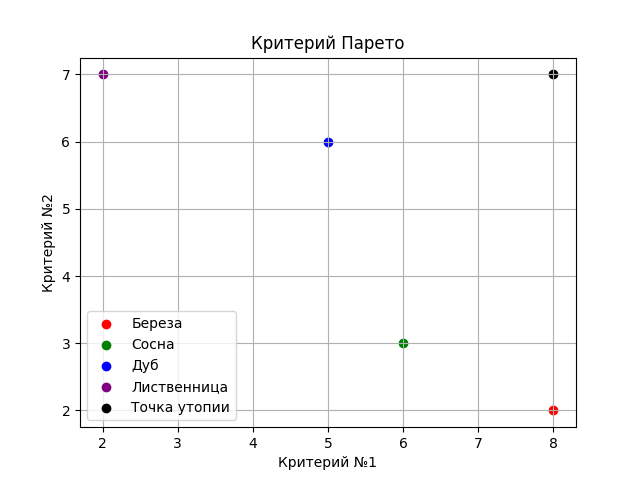 Критерий Парето
7
6
5
4
3
2
Критерий №2
Береза
Сосна
Дуб
Лиственница
Точка утопии
2 3 4 5 6 7 8
Критерий №1